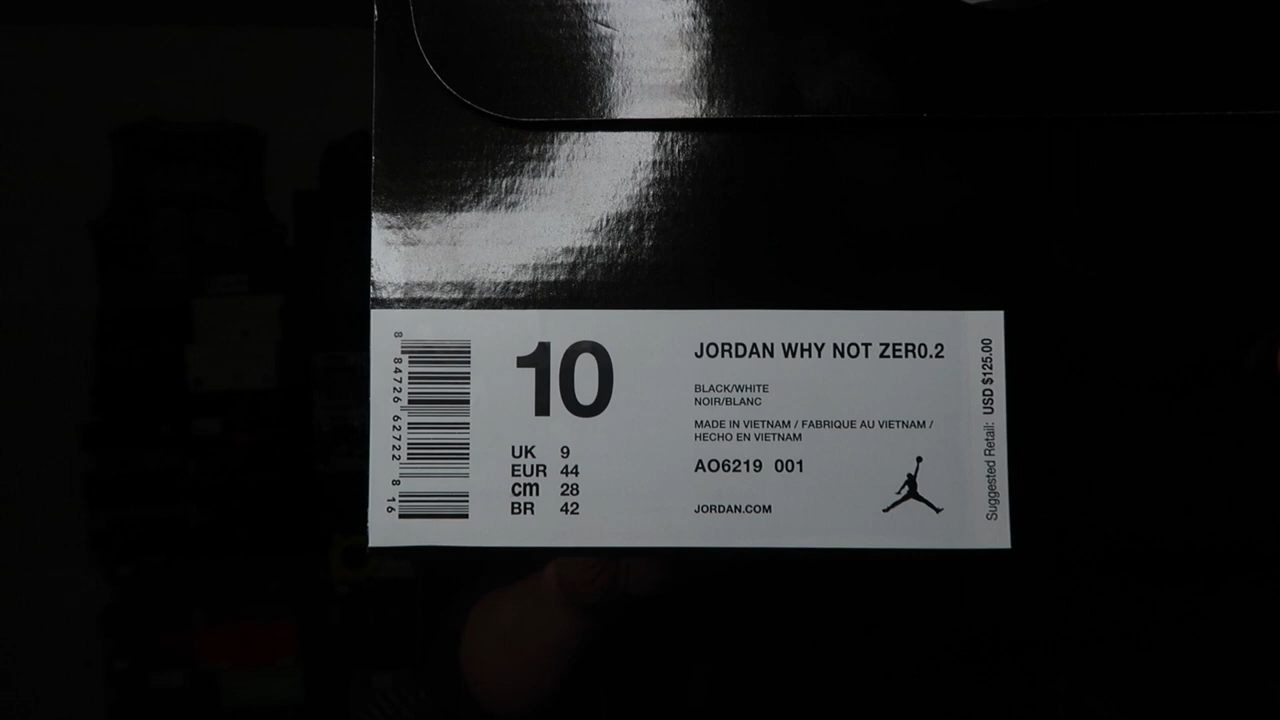 8 84726 62722 8 16
10
UK 9
EUR 44
cm 28
BR 42
JORDAN WHY NOT ZER0.2
BLACK/WHITE
NOIR/BLANC
MADE IN VIETNAM / FABRIQUE AU VIETNAM /
HECHO EN VIETNAM
AO6219 001
JORDAN.COM
Suggested Retail: USD $125.00